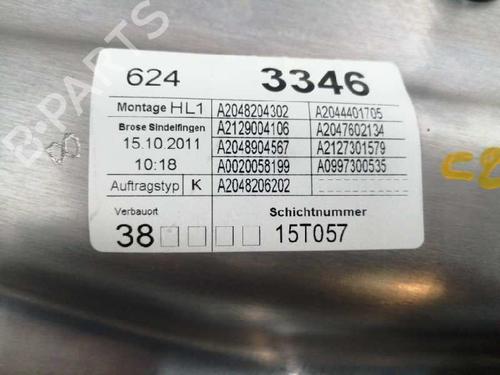 624 3346
Montage HL1 A2048204302 A2044401705
Brose Sindelfingen A2129004106 A2047602134
15.10.2011 A2048904567 A2127301579
10:18 A0020058199 A0997300535
Auftragstyp K A2048206202
Verbauort Schichtnummer
38 15T057
B-PARTS